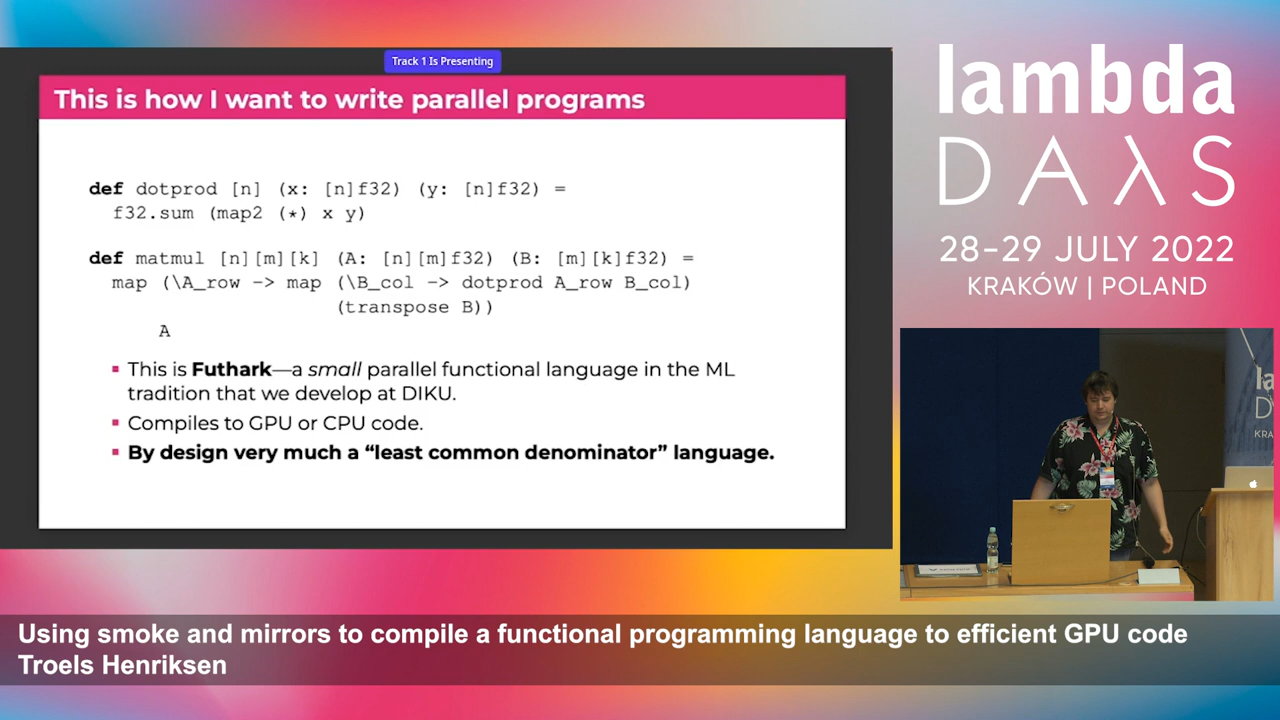 Track 1 Is Presenting
This is how I want to write parallel programs
def dotprod [n] (x: [n]f32) (y: [n]f32) =
f32.sum (map2 (*) x y)
def matmul [n][m][k] (A: [n][m]f32) (B: [m][k]f32) =
map (\A_row -> map (\B_col -> dotprod A_row B_col)
(transpose B))
A
▪ This is Futhark—a small parallel functional language in the ML
tradition that we develop at DIKU.
▪ Compiles to GPU or CPU code.
▪ By design very much a “least common denominator” language.
lambda
DAλS
28–29 JULY 2022
KRAKÓW | POLAND
la
D
KRA
Using smoke and mirrors to compile a functional programming language to efficient GPU code
Troels Henriksen